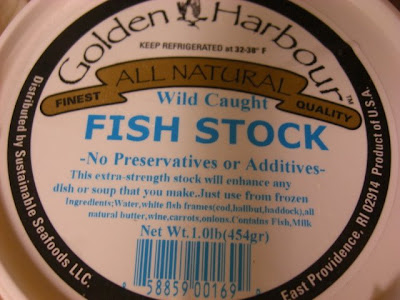 Golden Harbour™
KEEP REFRIGERATED at 32-38° F
ALL NATURAL
FINEST
QUALITY
Wild Caught
FISH STOCK
-No Preservatives or Additives-
This extra-strength stock will enhance any
dish or soup that you make.Just use from frozen
Ingredients;Water,white fish frames(cod,halibut,haddock),all
natural butter,wine,carrots,onions.Contains Fish,Milk
Net Wt.1.0lb(454gr)
58859 00169
Distributed by Sustainable Seafoods LLC.
East Providence, RI 02914 Product of U.S.A.